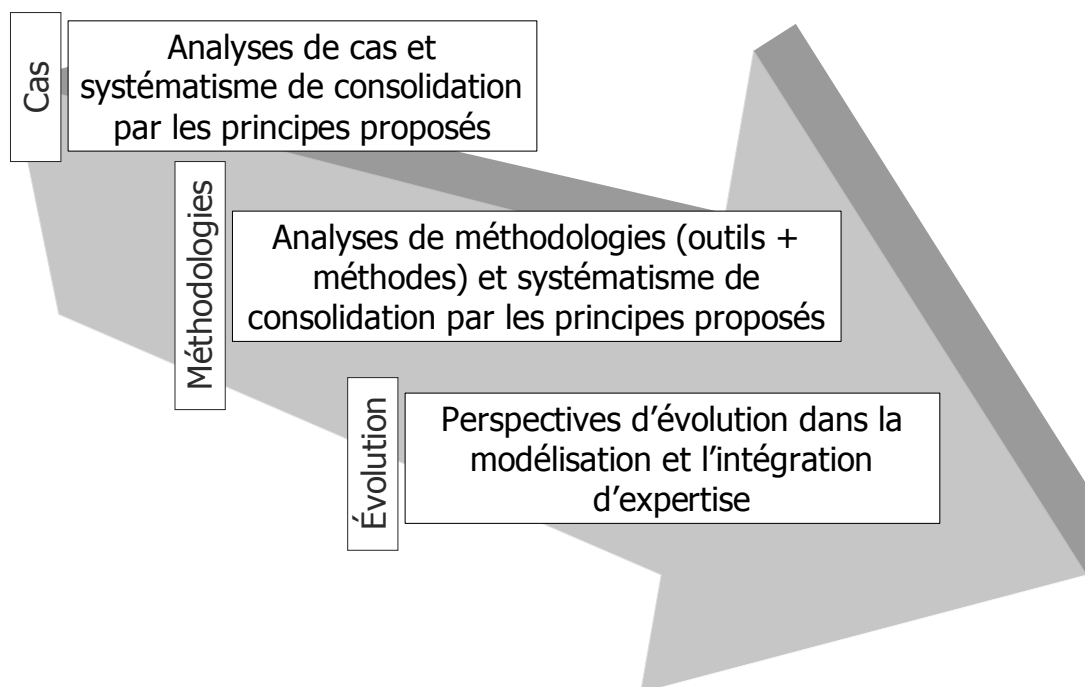 Cas
Analyses de cas et
systématisme de consolidation
par les principes proposés
Méthodologies
Analyses de méthodologies (outils +
méthodes) et systématisme de
consolidation par les principes proposés
Évolution
Perspectives d’évolution dans la
modélisation et l’intégration
d’expertise